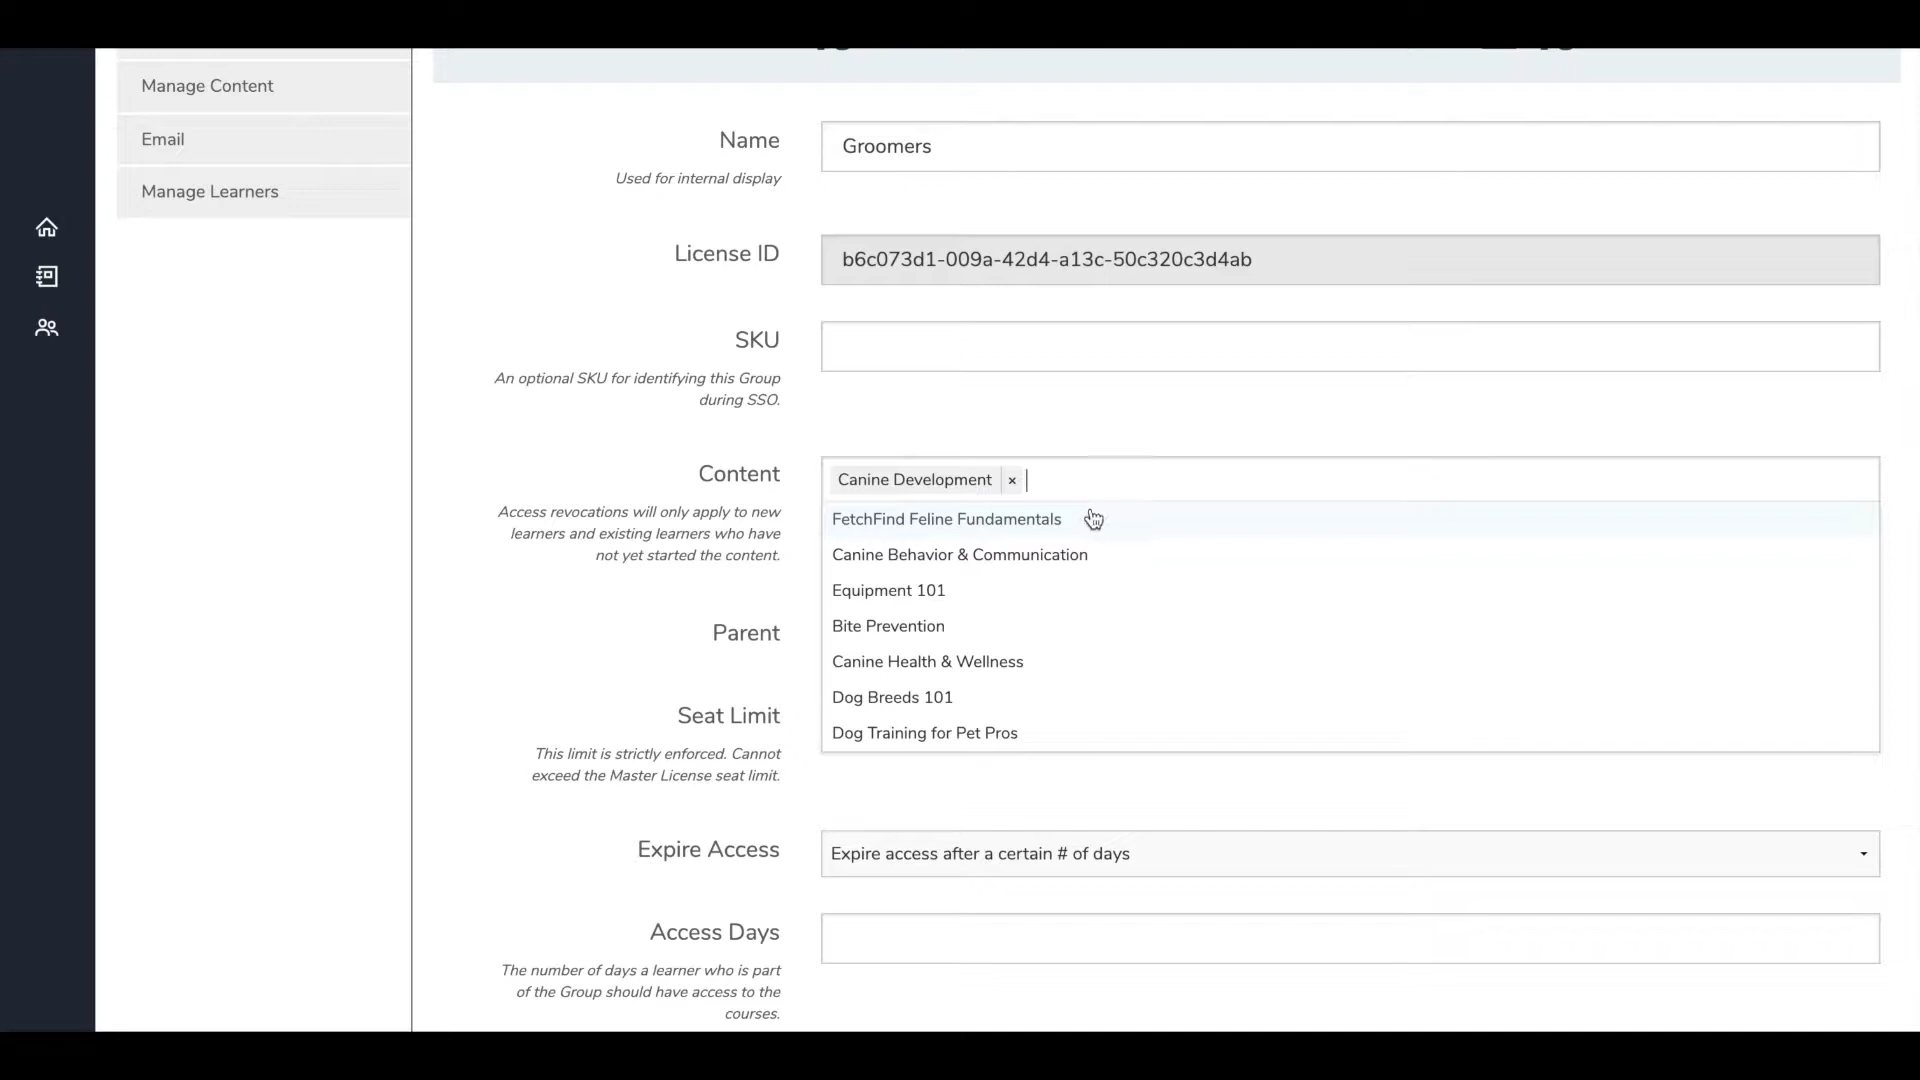 Manage Content
Email
Manage Learners
Name
Used for internal display
Groomers
License ID
b6c073d1-009a-42d4-a13c-50c320c3d4ab
SKU
An optional SKU for identifying this Group
during SSO.
Content
Access revocations will only apply to new
learners and existing learners who have
not yet started the content.
Canine Development ×
FetchFind Feline Fundamentals
Canine Behavior & Communication
Equipment 101
Bite Prevention
Canine Health & Wellness
Dog Breeds 101
Dog Training for Pet Pros
Parent
Seat Limit
This limit is strictly enforced. Cannot
exceed the Master License seat limit.
Expire Access
Expire access after a certain # of days
Access Days
The number of days a learner who is part
of the Group should have access to the
courses.